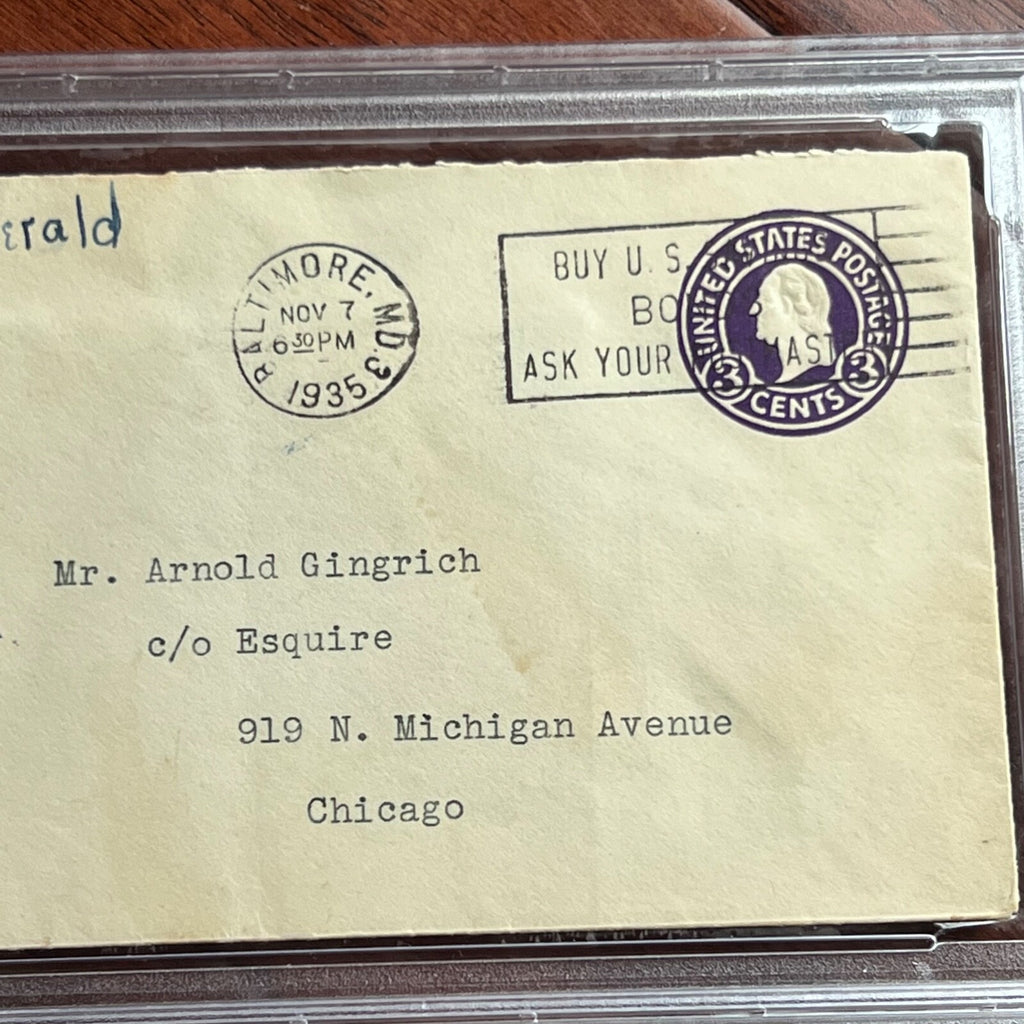 erald
BALTIMORE, MD. 3
NOV 7
6 30 PM
1935
BUY U. S.
BO
ASK YOUR AST
UNITED STATES POSTAGE
3 CENTS 3
Mr. Arnold Gingrich
c/o Esquire
919 N. Michigan Avenue
Chicago